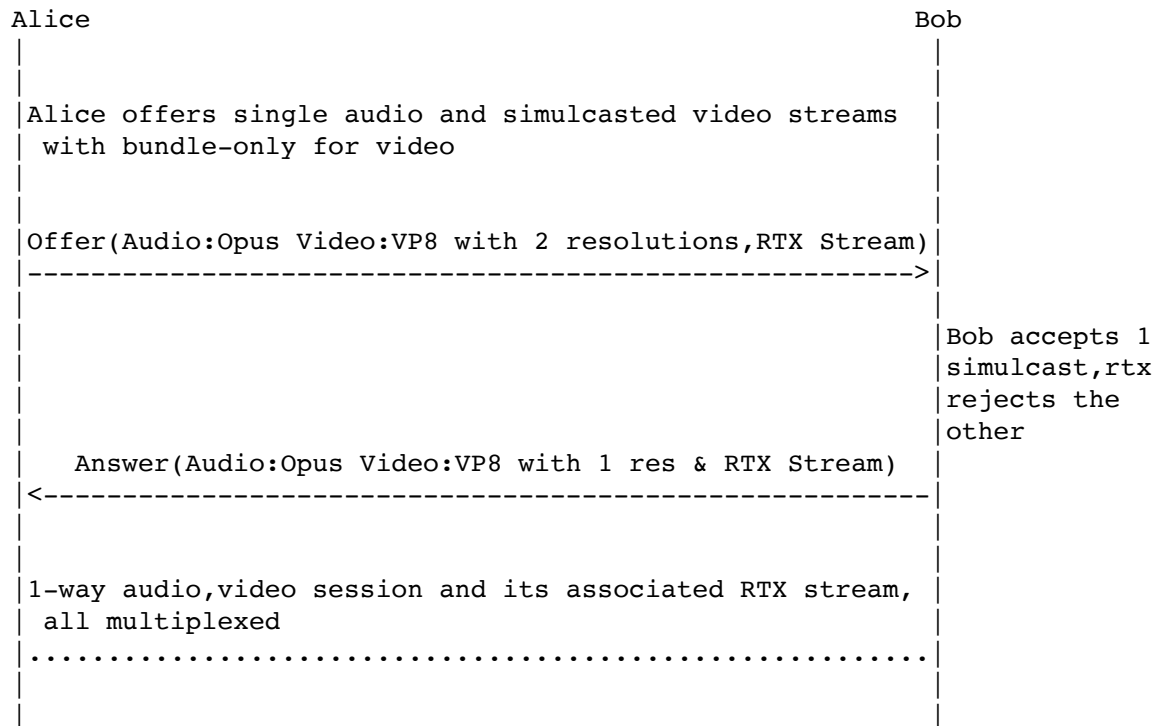 Alice Bob
Alice offers single audio and simulcasted video streams
with bundle-only for video
Offer(Audio:Opus Video:VP8 with 2 resolutions,RTX Stream)
-------------------------------------------------------->
Bob accepts 1
simulcast,rtx
rejects the
other
Answer(Audio:Opus Video:VP8 with 1 res & RTX Stream)
<--------------------------------------------------------
1-way audio,video session and its associated RTX stream,
all multiplexed
.........................................................